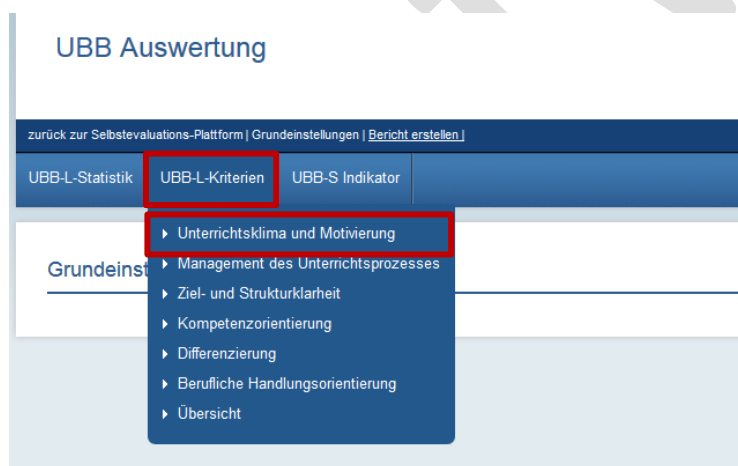 UBB Auswertung
zurück zur Selbstevaluations-Plattform | Grundeinstellungen | Bericht erstellen |
UBB-L-Statistik UBB-L-Kriterien UBB-S Indikator
Unterrichtsklima und Motivierung
Grundeinst
Management des Unterrichtsprozesses
Ziel- und Strukturklarheit
Kompetenzorientierung
Differenzierung
Berufliche Handlungsorientierung
Übersicht